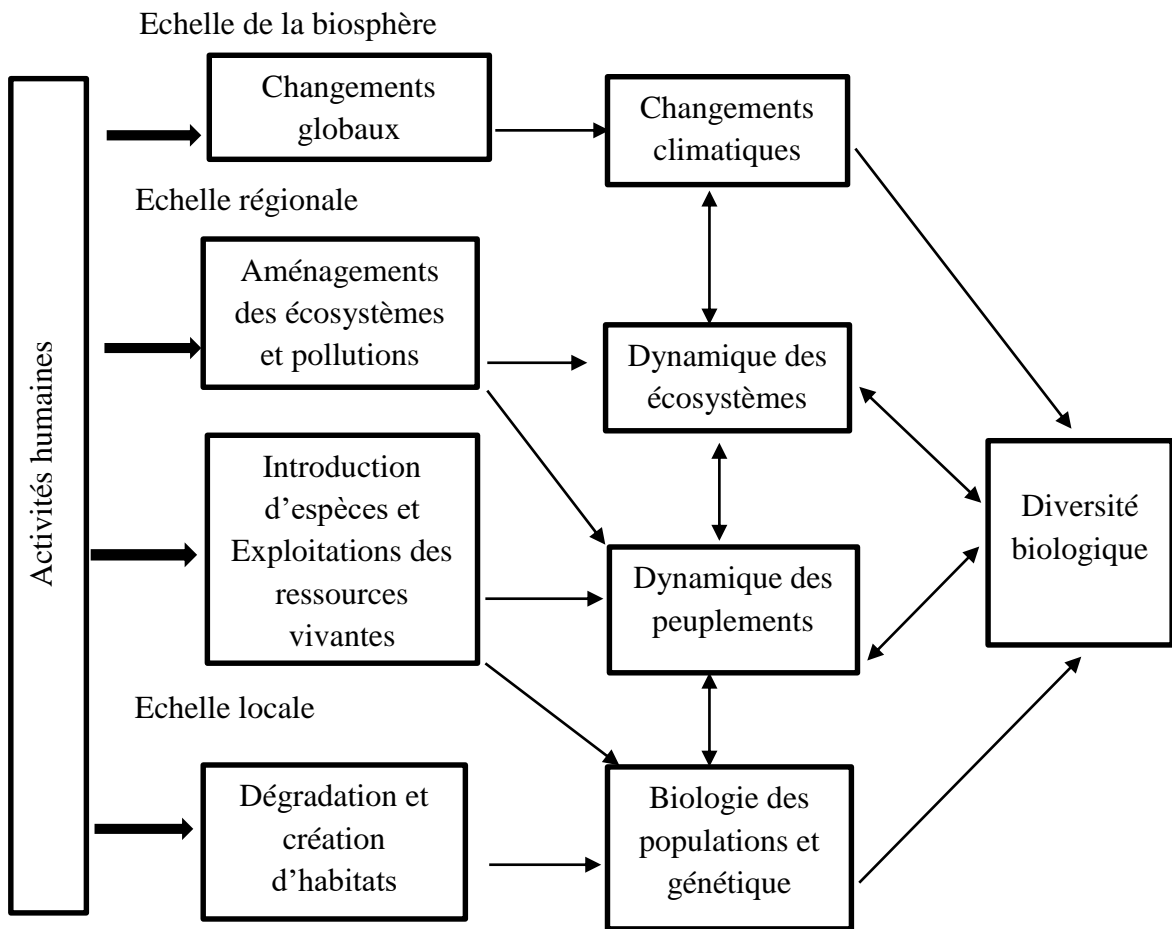 Echelle de la biosphère
Activités humaines
Changements
globaux
Changements
climatiques
Echelle régionale
Aménagements
des écosystèmes
et pollutions
Dynamique des
écosystèmes
Introduction
d'espèces et
Exploitations des
ressources
vivantes
Dynamique des
peuplements
Diversité
biologique
Echelle locale
Dégradation et
création
d'habitats
Biologie des
populations et
génétique